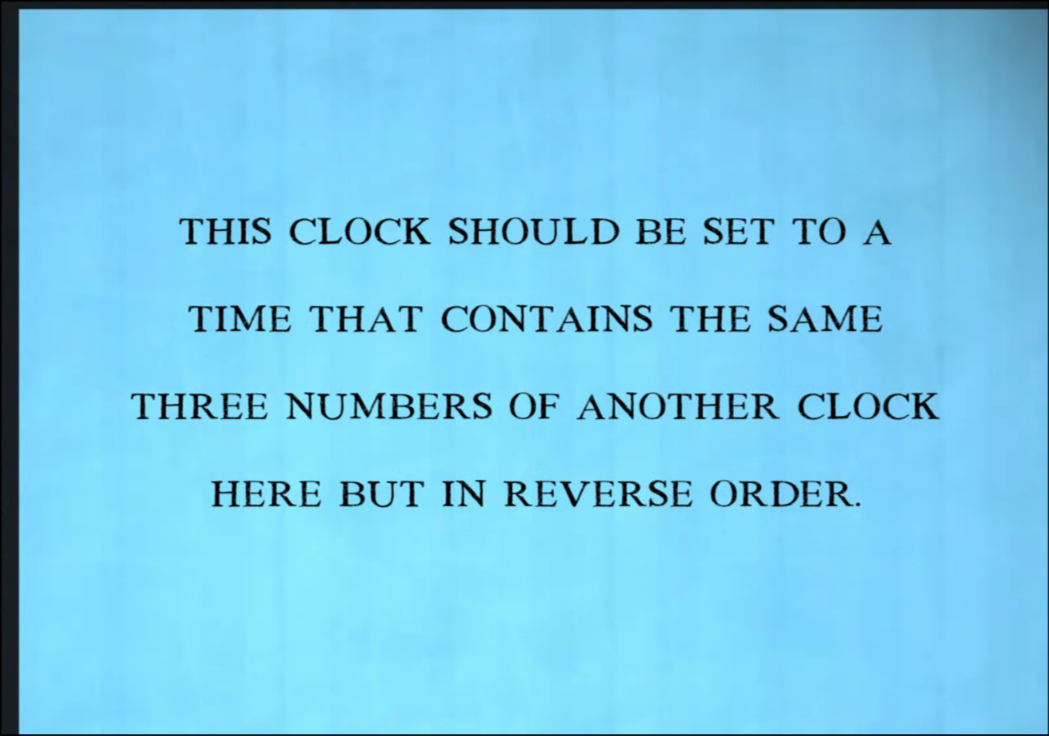 THIS CLOCK SHOULD BE SET TO A
TIME THAT CONTAINS THE SAME
THREE NUMBERS OF ANOTHER CLOCK
HERE BUT IN REVERSE ORDER.